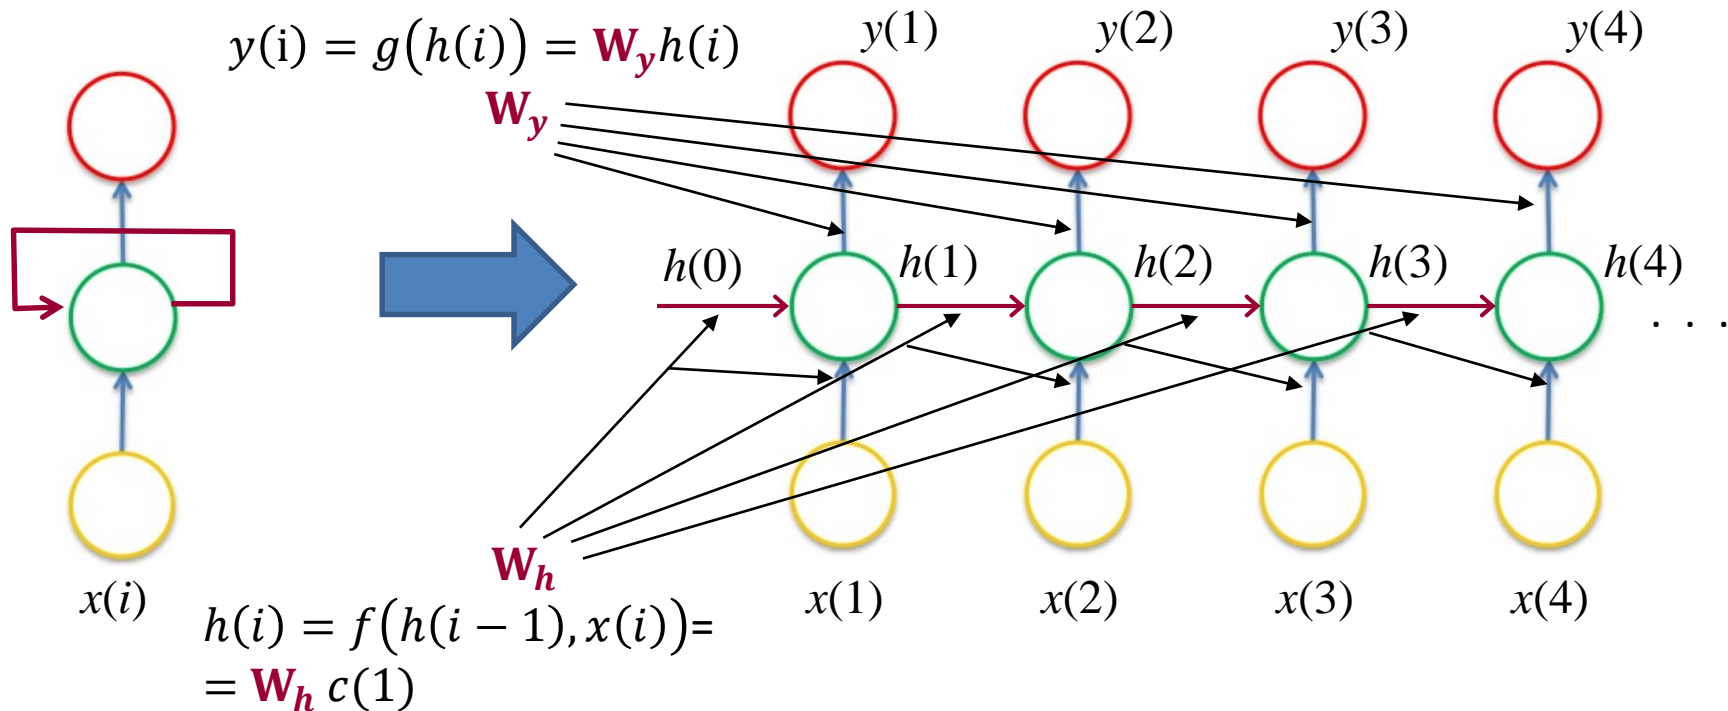 y(i) = g(h(i)) = W_y h(i)
y(1) y(2) y(3) y(4)
W_y
h(0) h(1) h(2) h(3) h(4)
. . .
W_h
x(i) x(1) x(2) x(3) x(4)
h(i) = f(h(i − 1), x(i))=
= W_h c(1)